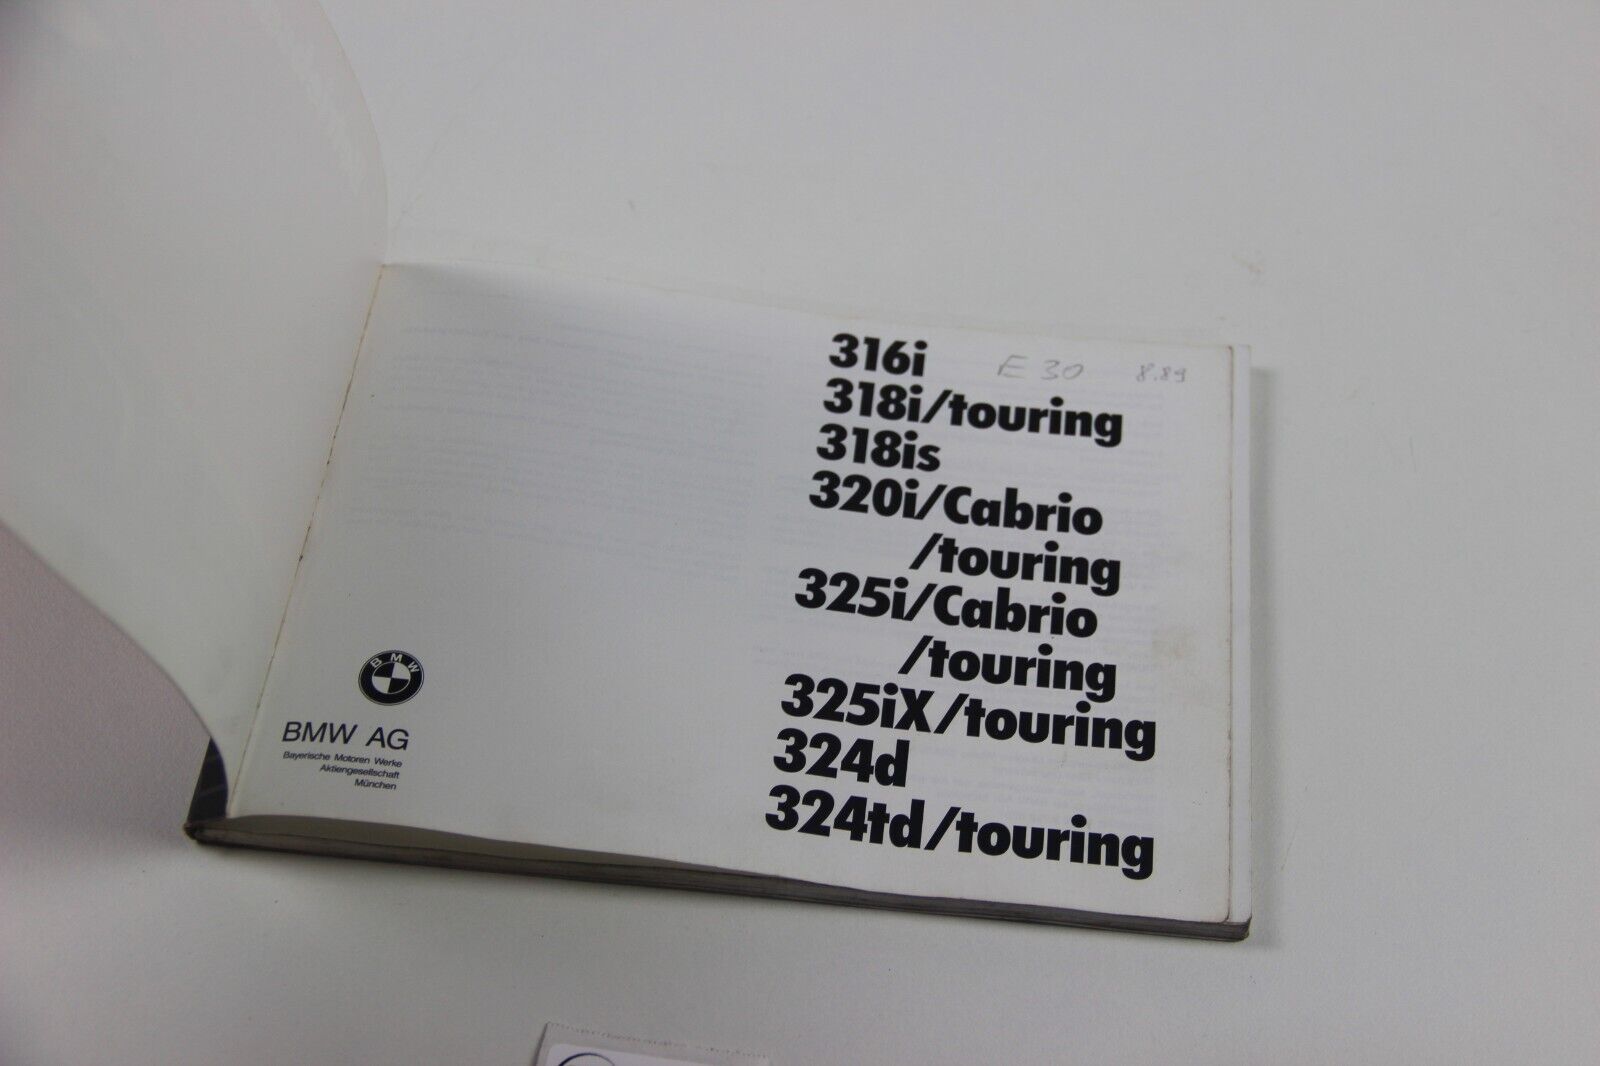 316i E 30 8.89
318i/touring
318is
320i/Cabrio
/touring
325i/Cabrio
/touring
325iX/touring
324d
324td/touring
BMW
BMW AG
Bayerische Motoren Werke
Aktiengesellschaft
München